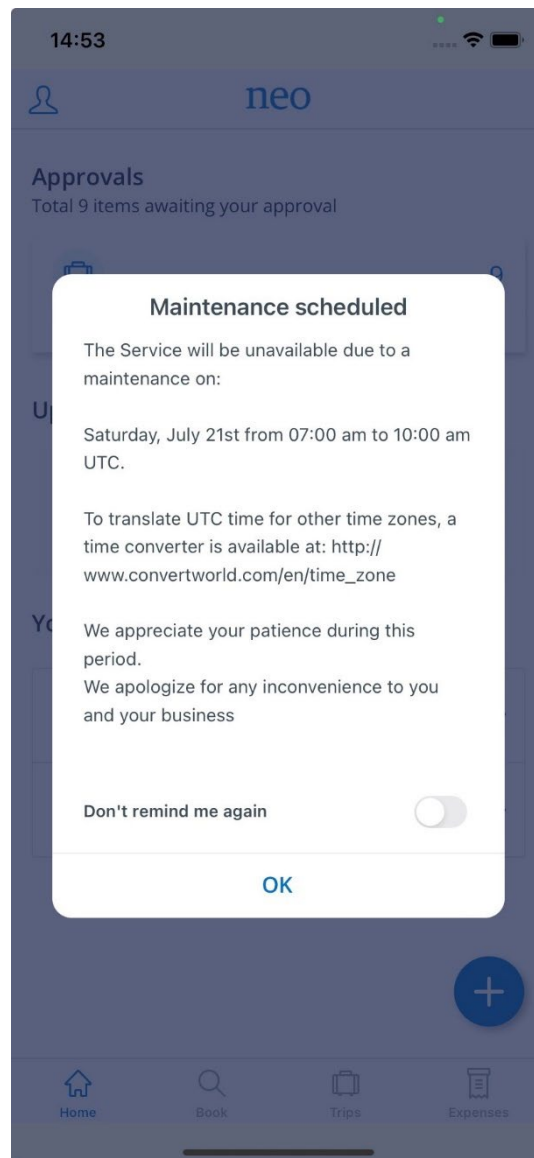 14:53
neo
Approvals
Total 9 items awaiting your approval
9
Maintenance scheduled
The Service will be unavailable due to a
maintenance on:
Saturday, July 21st from 07:00 am to 10:00 am
UTC.
To translate UTC time for other time zones, a
time converter is available at: http://
www.convertworld.com/en/time_zone
We appreciate your patience during this
period.
We apologize for any inconvenience to you
and your business
Don't remind me again
OK
Home Book Trips Expenses